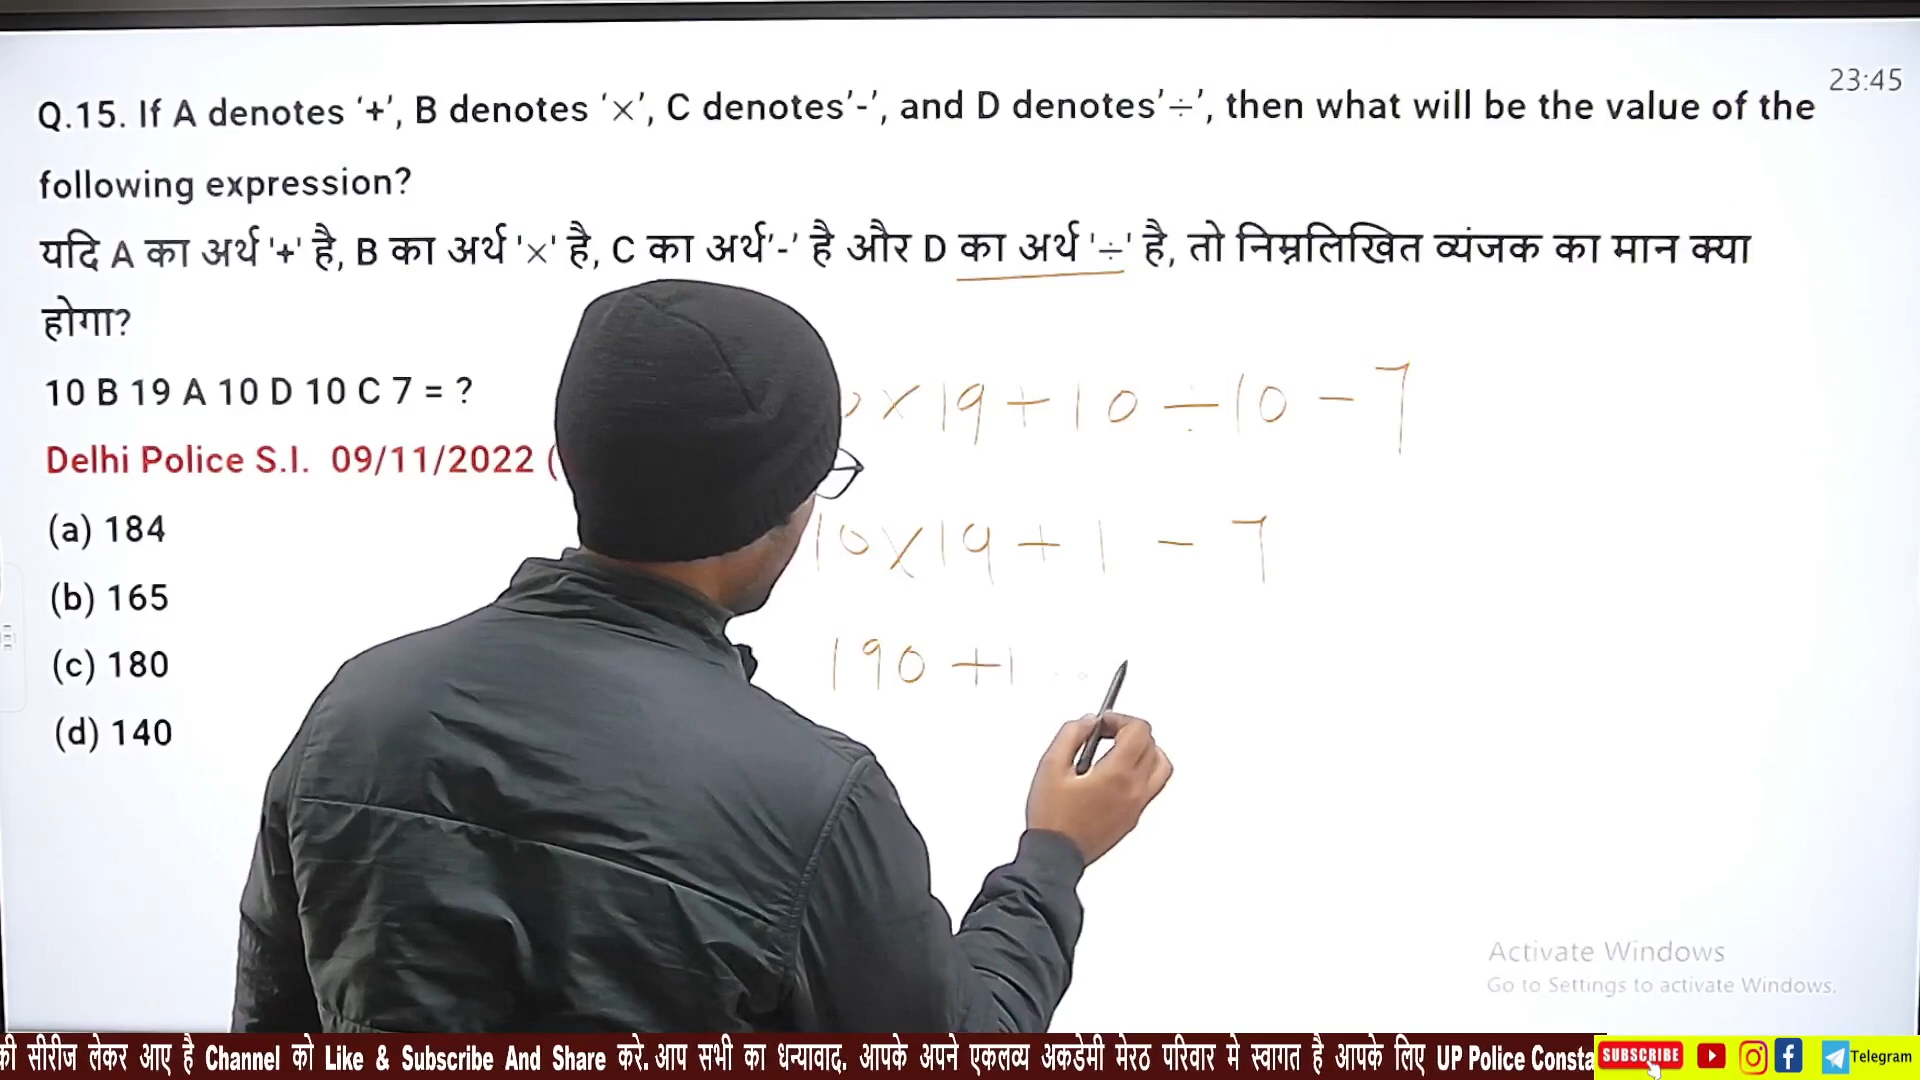 23:45
Q.15. If A denotes ‘+’, B denotes ‘×’, C denotes’-’, and D denotes’÷’, then what will be the value of the
following expression?
यदि A का अर्थ '+' है, B का अर्थ '×' है, C का अर्थ’-’ है और D का अर्थ '÷' है, तो निम्नलिखित व्यंजक का मान क्या
होगा?
10 B 19 A 10 D 10 C 7 = ?
×19+10÷10-7
Delhi Police S.I. 09/11/2022 (
(a) 184
10×19+1-7
(b) 165
(c) 180
190+1
(d) 140
Activate Windows
Go to Settings to activate Windows.
की सीरीज लेकर आए है Channel को Like & Subscribe And Share करे. आप सभी का धन्यावाद. आपके अपने एकलव्य अकडेमी मेरठ परिवार मे स्वागत है आपके लिए UP Police Consta
SUBSCRIBE
Telegram